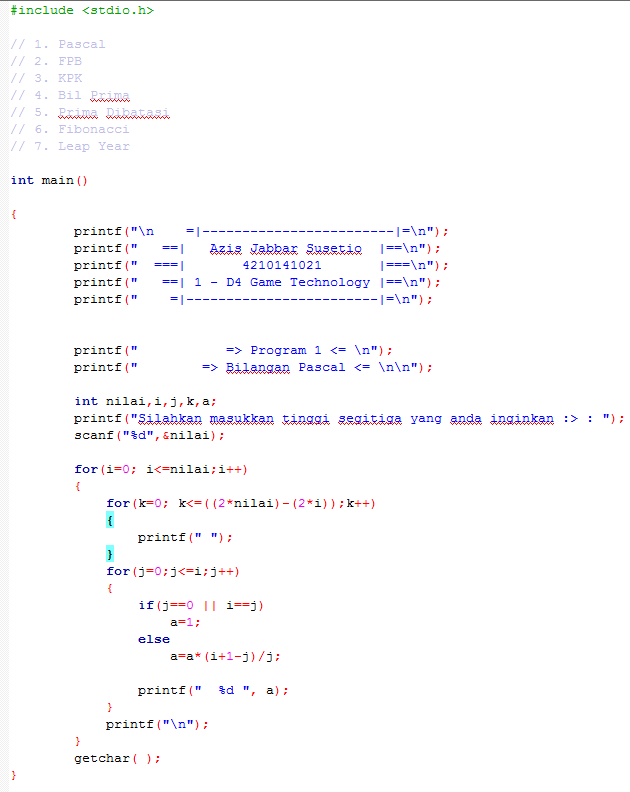 #include <stdio.h>
// 1. Pascal
// 2. FPB
// 3. KPK
// 4. Bil Prima
// 5. Prima Dibatasi
// 6. Fibonacci
// 7. Leap Year
int main()
{
printf("\n    =|------------------------|=\n");
printf("   ==|   Azis Jabbar Susetio  |==\n");
printf("  ===|       4210141021       |===\n");
printf("   ==| 1 - D4 Game Technology |==\n");
printf("    =|------------------------|=\n");
printf("           => Program 1 <= \n");
printf("        => Bilangan Pascal <= \n\n");
int nilai,i,j,k,a;
printf("Silahkan masukkan tinggi segitiga yang anda inginkan :> : ");
scanf("%d",&nilai);
for(i=0; i<=nilai;i++)
{
for(k=0; k<=((2*nilai)-(2*i));k++)
{
printf(" ");
}
for(j=0;j<=i;j++)
{
if(j==0 || i==j)
a=1;
else
a=a*(i+1-j)/j;
printf("  %d ", a);
}
printf("\n");
}
getchar( );
}